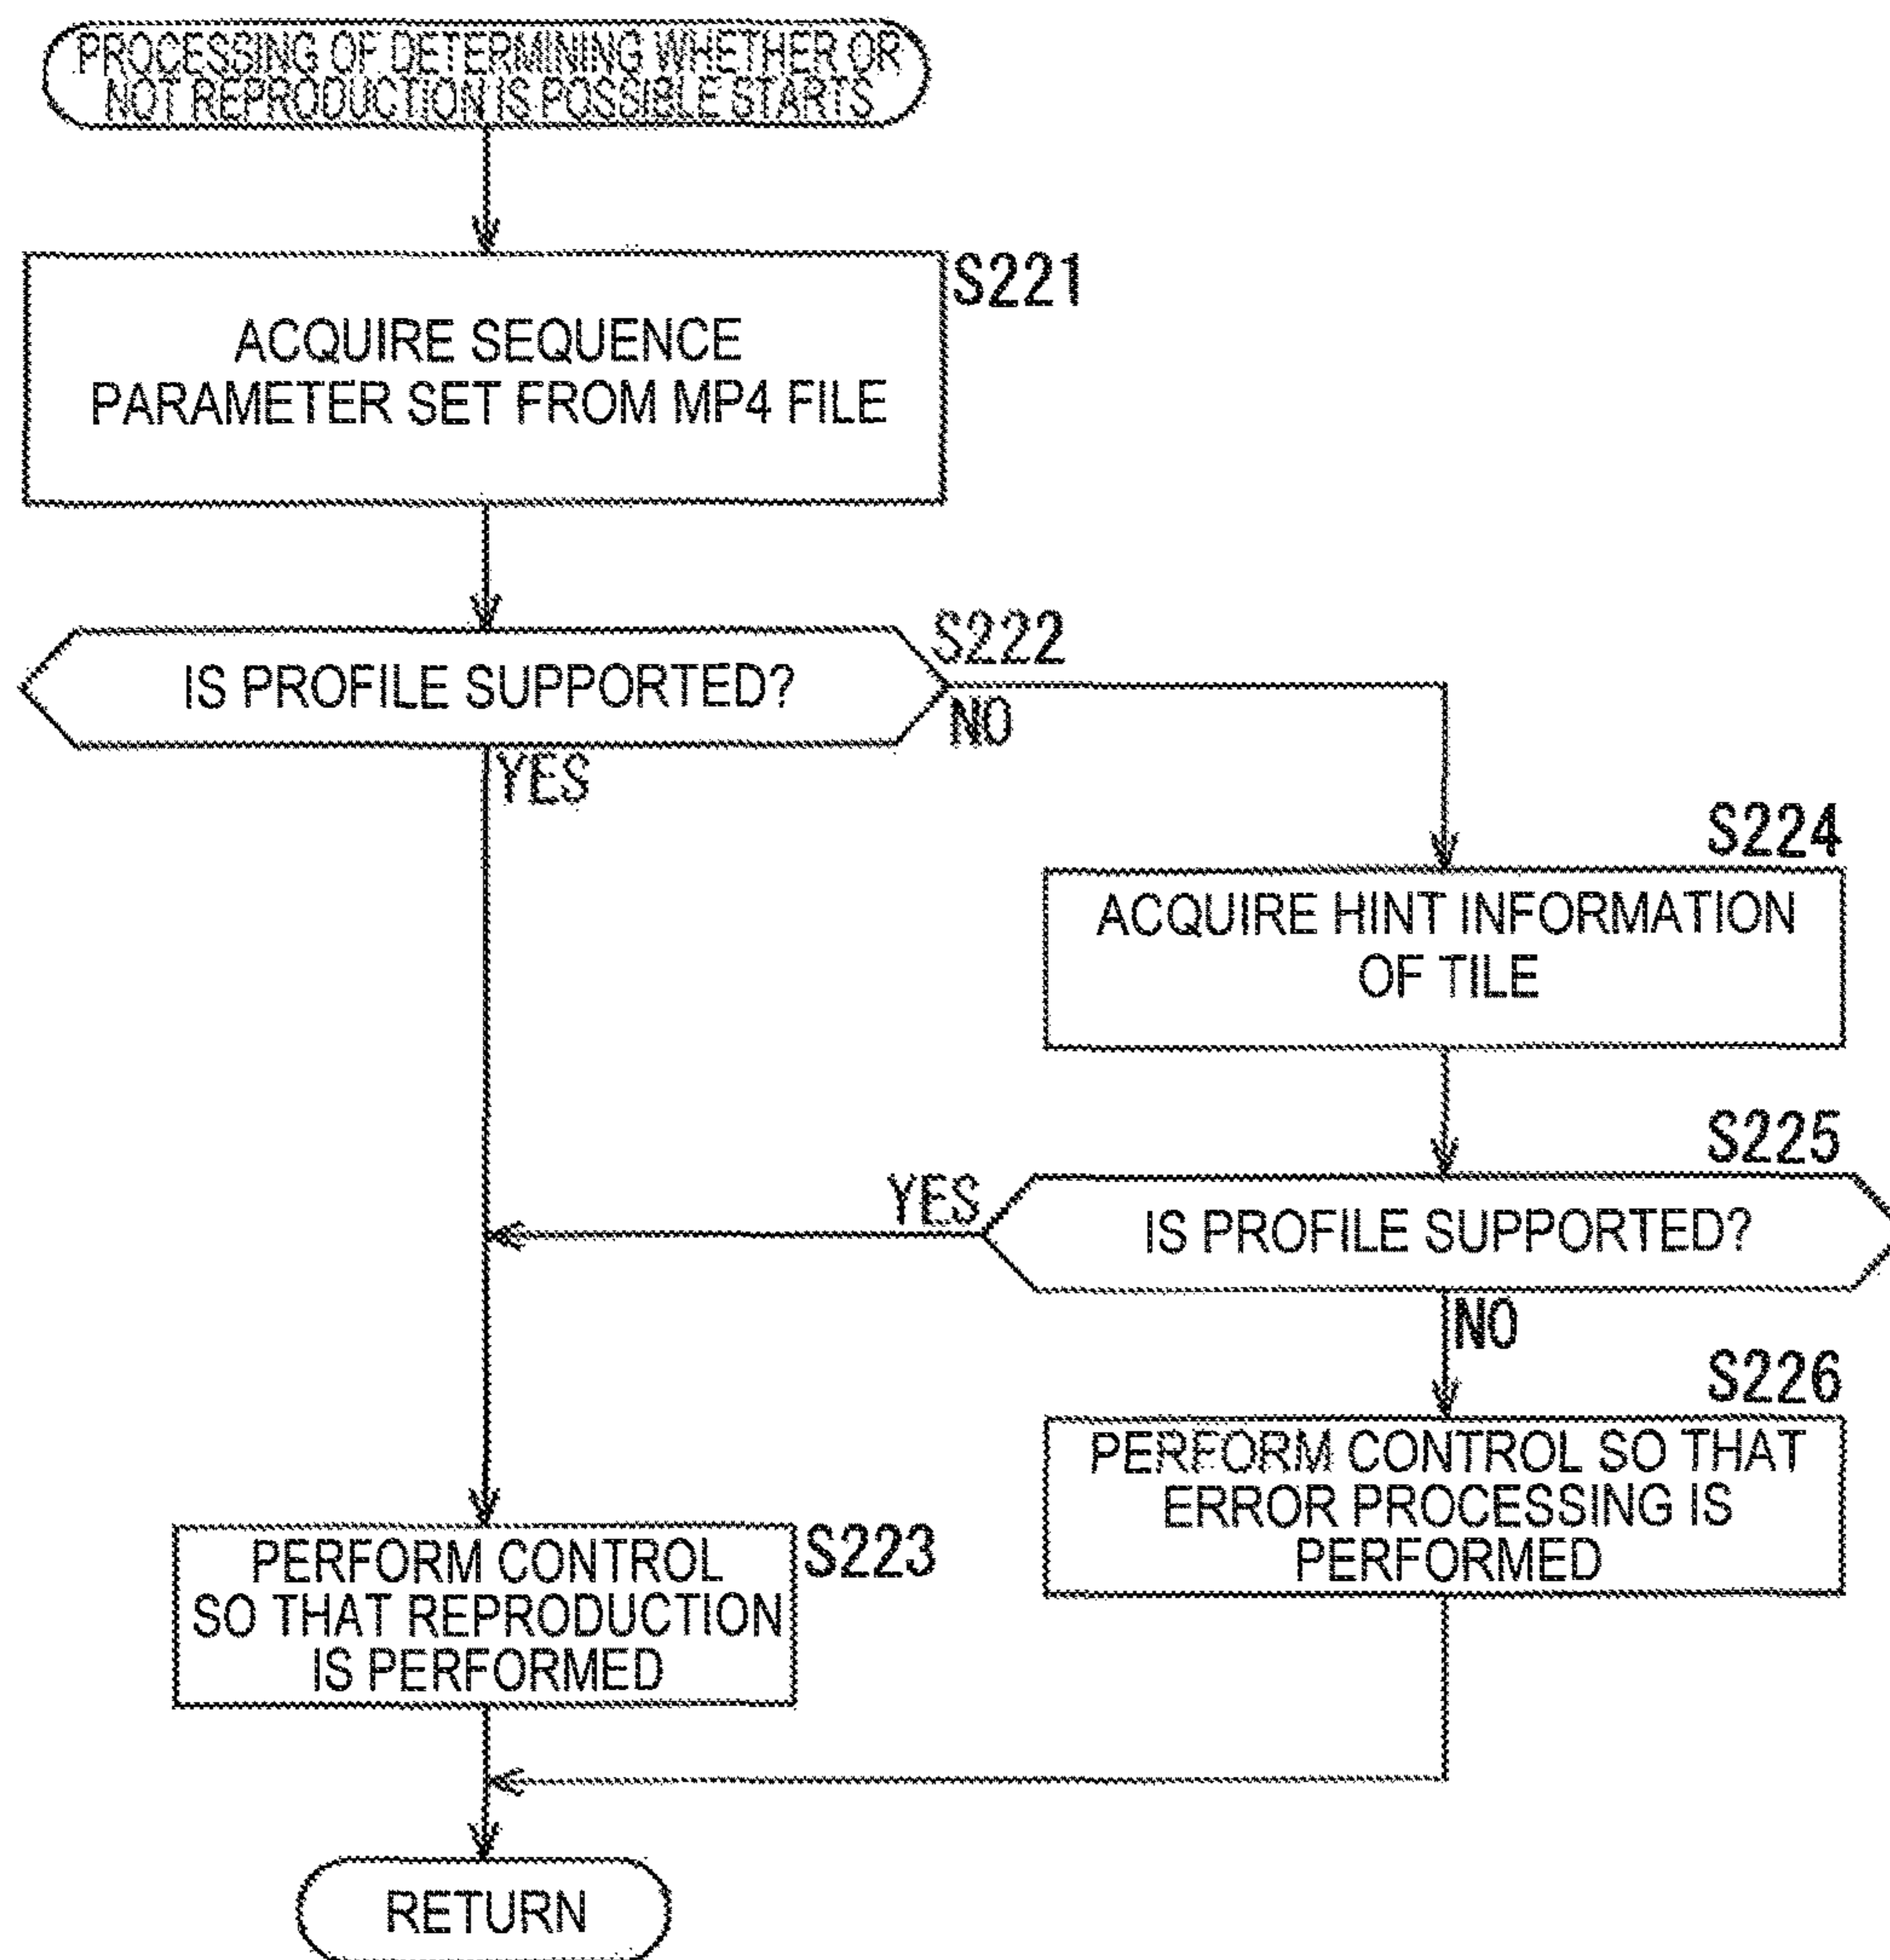 PROCESSING OF DETERMINING WHETHER OR
NOT REPRODUCTION IS POSSIBLE STARTS
S221
ACQUIRE SEQUENCE
PARAMETER SET FROM MP4 FILE
S222
IS PROFILE SUPPORTED?
NO
YES
S224
ACQUIRE HINT INFORMATION
OF TILE
S225
YES
IS PROFILE SUPPORTED?
NO
S226
PERFORM CONTROL SO THAT
ERROR PROCESSING IS
PERFORMED
S223
PERFORM CONTROL
SO THAT REPRODUCTION
IS PERFORMED
RETURN